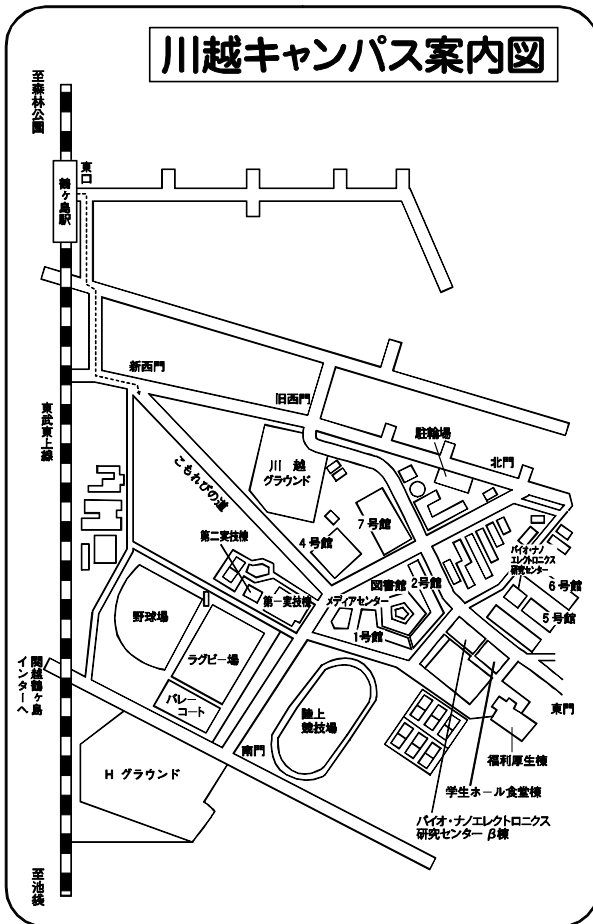 川越キャンパス案内図
至森林公園
東口
鶴ヶ島駅
新西門
旧西門
東武東上線
駐輪場
北門
川越
グラウンド
こもれびの道
7号館
4号館
第二実技棟
第一実技棟
メディアセンター
図書館
2号館
1号館
バイオ・ナノ
エレクトロニクス
研究センター
6号館
5号館
野球場
ラグビー場
バレー
コート
陸上
競技場
関越鶴ヶ島
インターへ
南門
東門
H グラウンド
福利厚生棟
学生ホール食堂棟
バイオ・ナノエレクトロニクス
研究センター β棟
至池袋